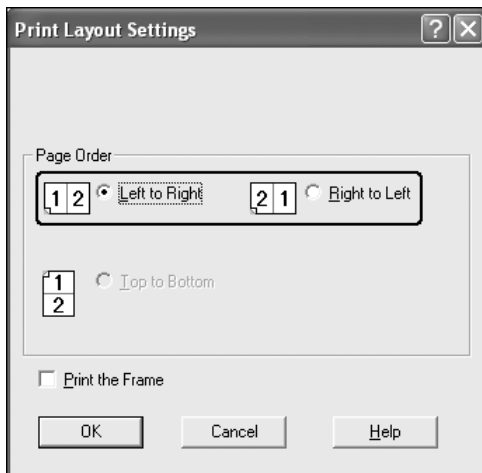 Print Layout Settings ? X
Page Order
1 2 Left to Right 2 1 Right to Left
1 Top to Bottom
2
Print the Frame
OK Cancel Help